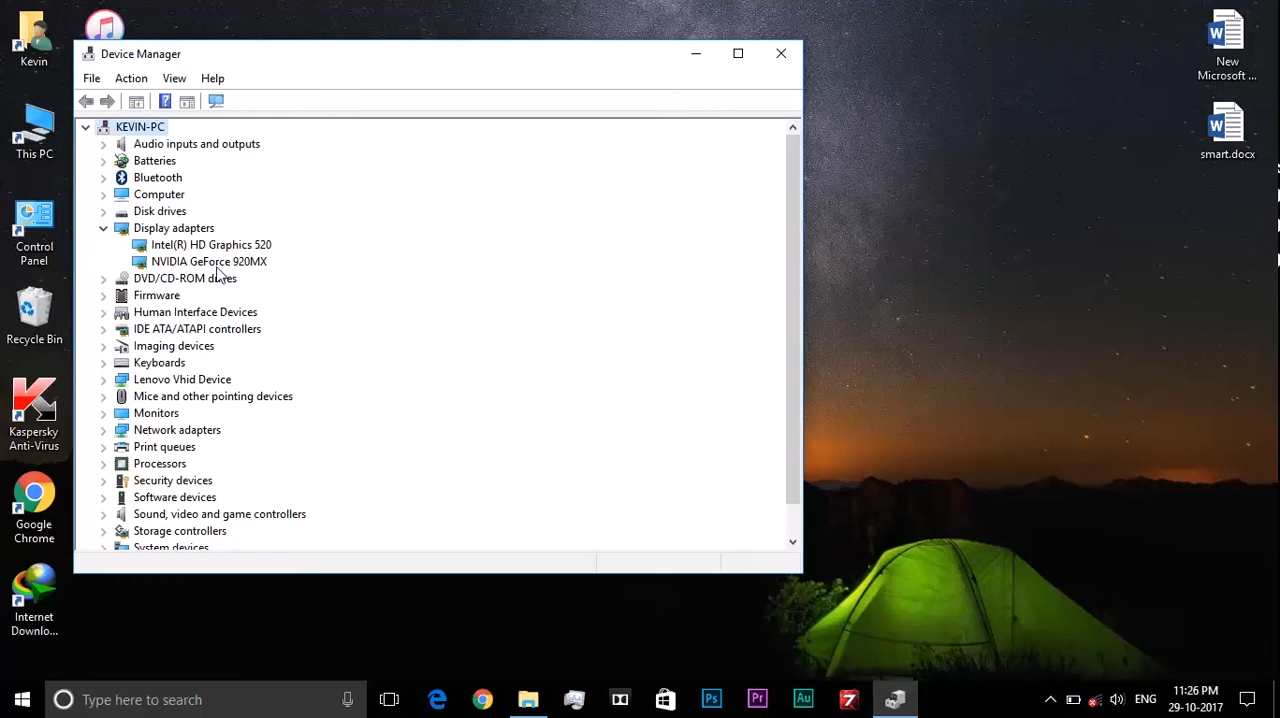 Kevin
This PC
Control
Panel
Recycle Bin
Kaspersky
Anti-Virus
Google
Chrome
Internet
Downlo...
Device Manager
File Action View Help
KEVIN-PC
Audio inputs and outputs
Batteries
Bluetooth
Computer
Disk drives
Display adapters
Intel(R) HD Graphics 520
NVIDIA GeForce 920MX
DVD/CD-ROM drives
Firmware
Human Interface Devices
IDE ATA/ATAPI controllers
Imaging devices
Keyboards
Lenovo Vhid Device
Mice and other pointing devices
Monitors
Network adapters
Print queues
Processors
Security devices
Software devices
Sound, video and game controllers
Storage controllers
System devices
New
Microsoft ...
smart.docx
Type here to search
Ps
Pr
Au
7
ENG
11:26 PM
29-10-2017